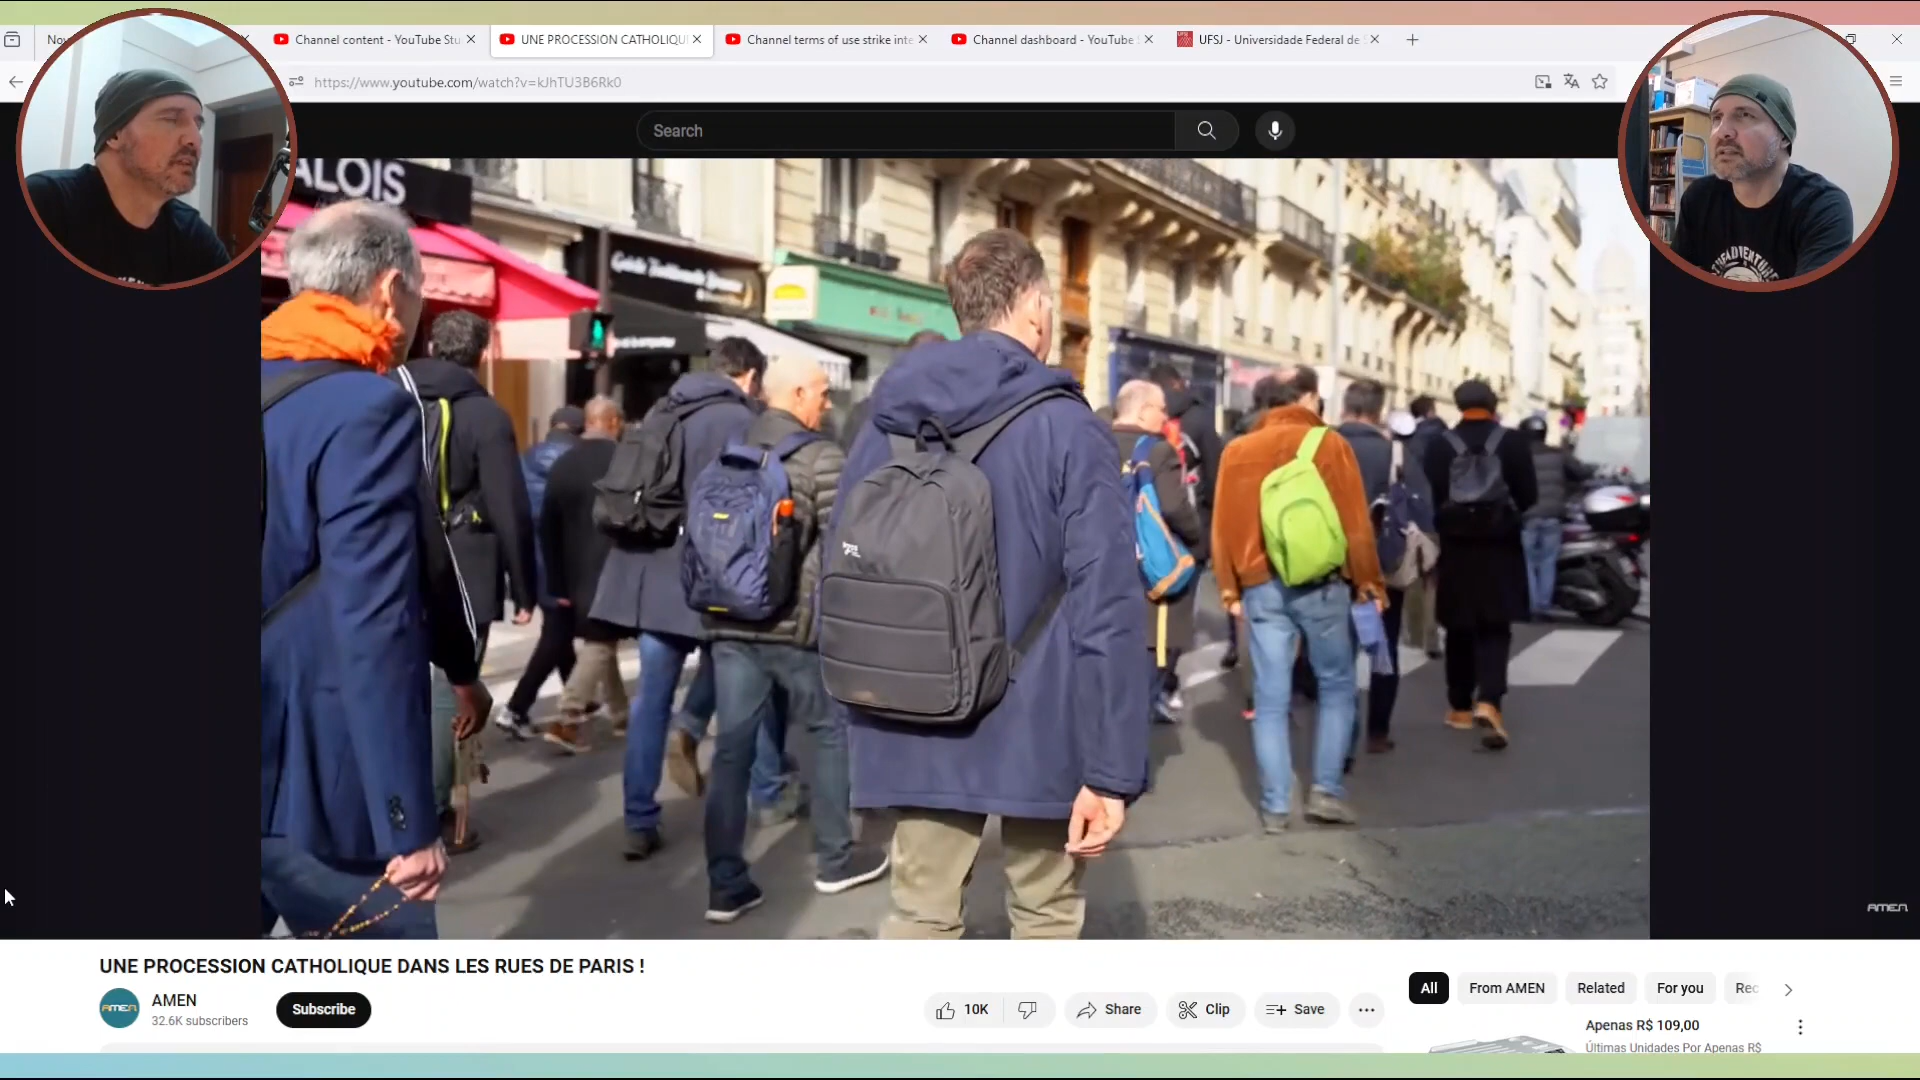 Nov
Channel content - YouTube Stu
UNE PROCESSION CATHOLIQU
Channel terms of use strike inte
Channel dashboard - YouTube
UFSJ - Universidade Federal de
https://www.youtube.com/watch?v=kJhTU3B6Rk0
Search
ALOIS
AMEN
UNE PROCESSION CATHOLIQUE DANS LES RUES DE PARIS !
AMEN
AMEN
32.6K subscribers
Subscribe
10K
Share
Clip
Save
All
From AMEN
Related
For you
Rec
Apenas R$ 109,00
Últimas Unidades Por Apenas R$